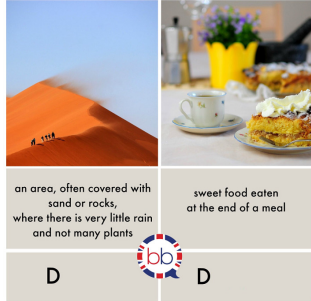 an area, often covered with
sand or rocks,
where there is very little rain
and not many plants
sweet food eaten
at the end of a meal
bb
D
D